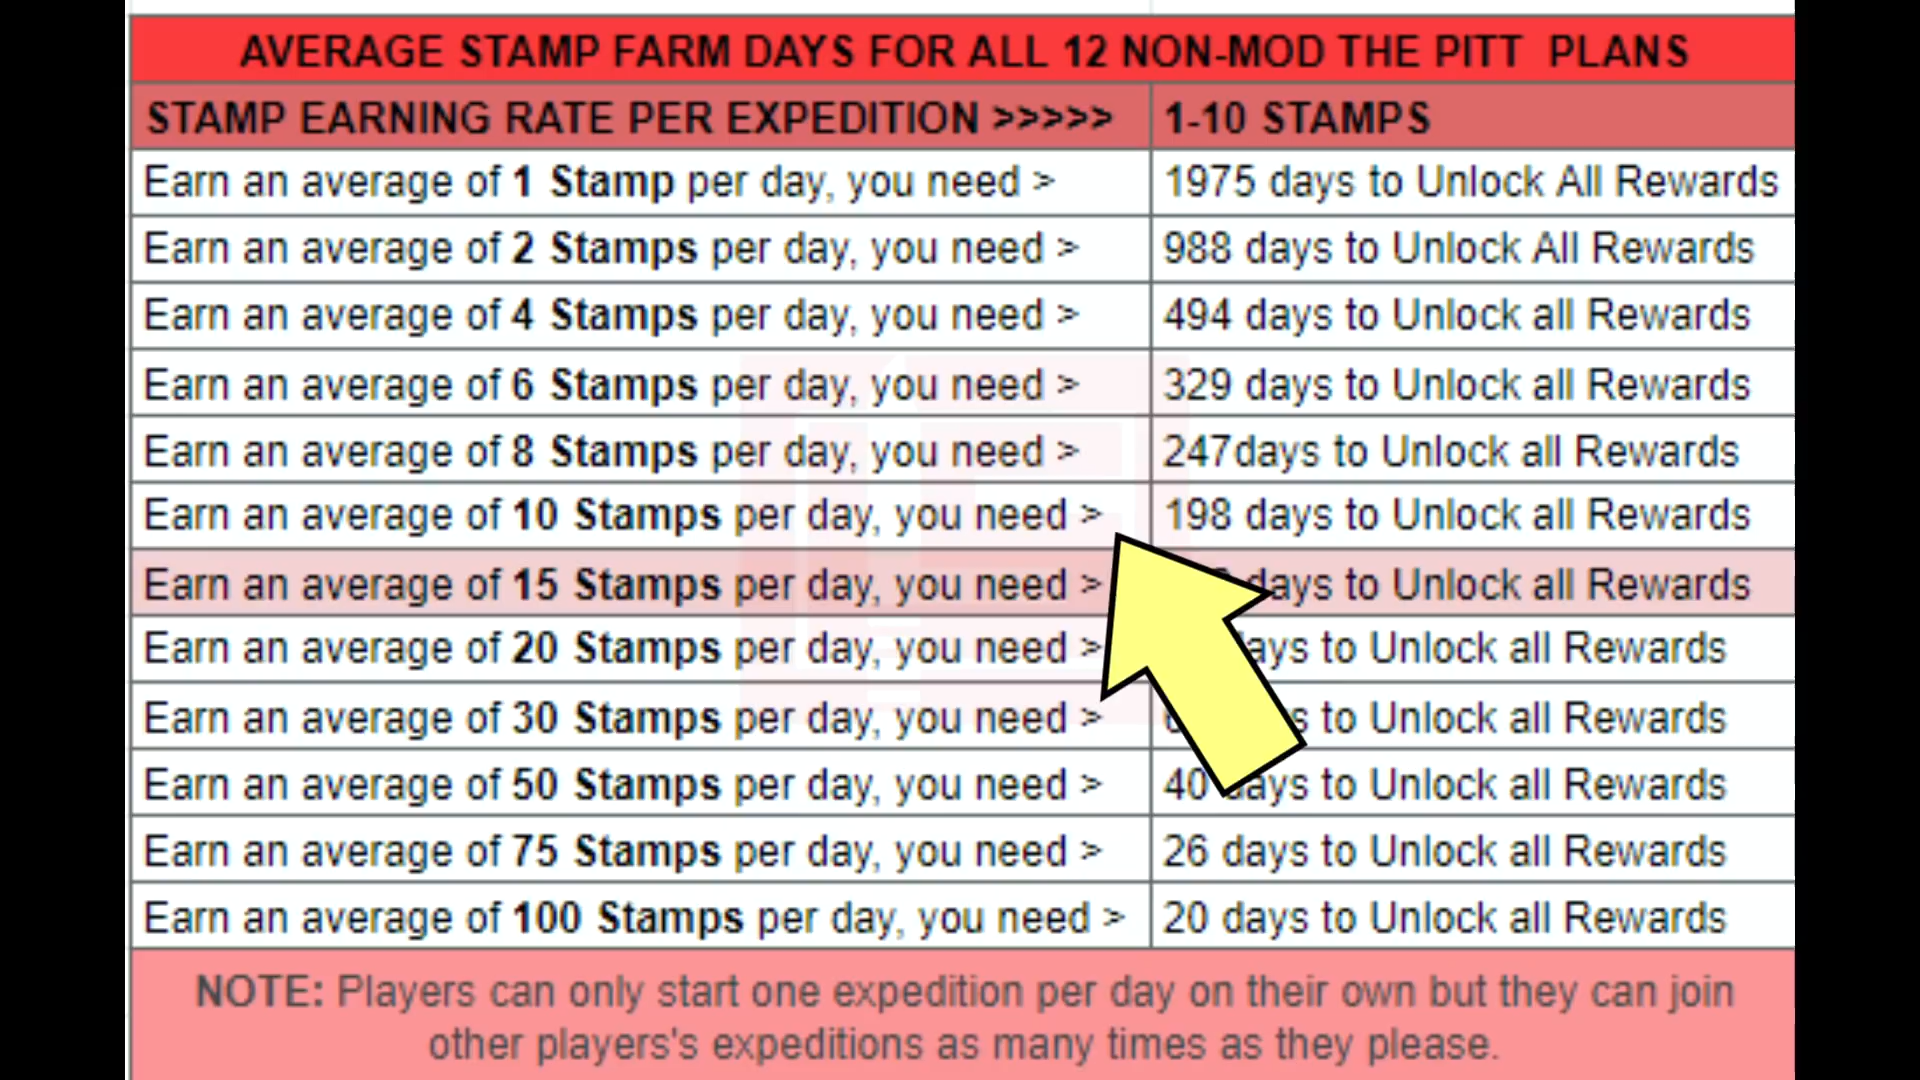 AVERAGE STAMP FARM DAYS FOR ALL 12 NON-MOD THE PITT PLANS
STAMP EARNING RATE PER EXPEDITION >>>>> 1-10 STAMPS
Earn an average of 1 Stamp per day, you need > 1975 days to Unlock All Rewards
Earn an average of 2 Stamps per day, you need > 988 days to Unlock All Rewards
Earn an average of 4 Stamps per day, you need > 494 days to Unlock all Rewards
Earn an average of 6 Stamps per day, you need > 329 days to Unlock all Rewards
Earn an average of 8 Stamps per day, you need > 247days to Unlock all Rewards
Earn an average of 10 Stamps per day, you need > 198 days to Unlock all Rewards
Earn an average of 15 Stamps per day, you need > days to Unlock all Rewards
Earn an average of 20 Stamps per day, you need > to Unlock all Rewards
Earn an average of 30 Stamps per day, you need > to Unlock all Rewards
Earn an average of 50 Stamps per day, you need > 40 days to Unlock all Rewards
Earn an average of 75 Stamps per day, you need > 26 days to Unlock all Rewards
Earn an average of 100 Stamps per day, you need > 20 days to Unlock all Rewards
NOTE: Players can only start one expedition per day on their own but they can join
other players's expeditions as many times as they please.